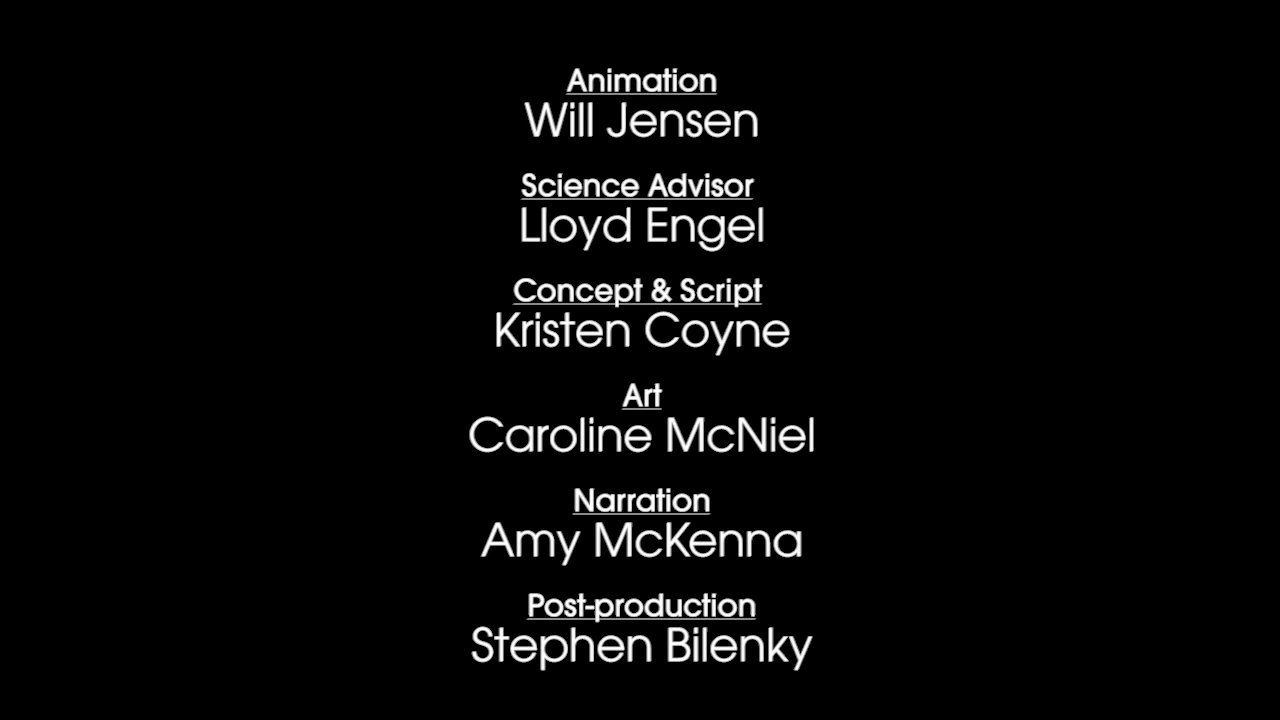 Animation
Will Jensen
Science Advisor
Lloyd Engel
Concept & Script
Kristen Coyne
Art
Caroline McNiel
Narration
Amy McKenna
Post-production
Stephen Bilenky